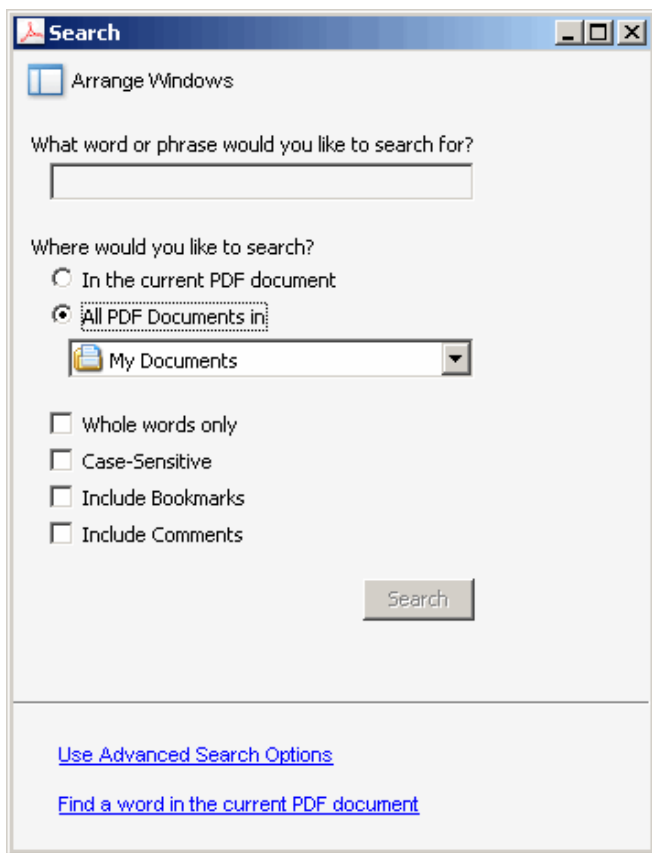 Search
Arrange Windows
What word or phrase would you like to search for?
Where would you like to search?
In the current PDF document
All PDF Documents in
My Documents
Whole words only
Case-Sensitive
Include Bookmarks
Include Comments
Search
Use Advanced Search Options
Find a word in the current PDF document